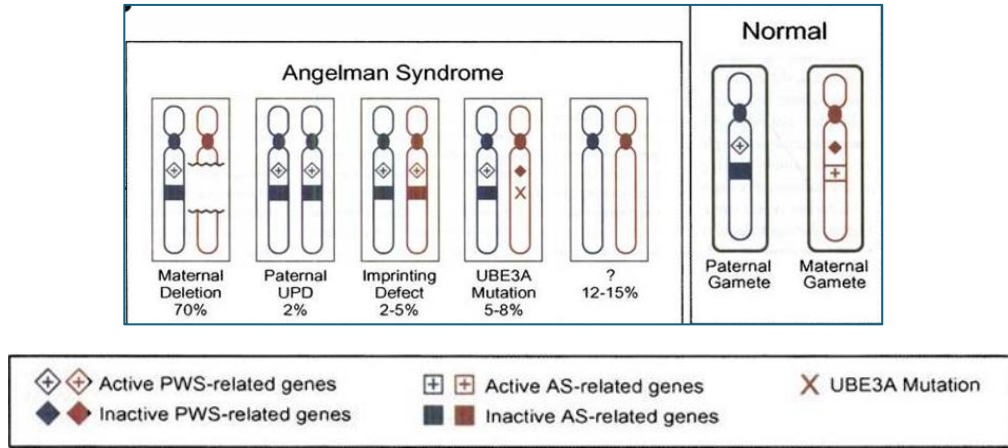 Angelman Syndrome
Maternal
Deletion
70%
Paternal
UPD
2%
Imprinting
Defect
2-5%
UBE3A
Mutation
5-8%
?
12-15%
Normal
Paternal
Gamete
Maternal
Gamete
Active PWS-related genes
Inactive PWS-related genes
Active AS-related genes
Inactive AS-related genes
UBE3A Mutation